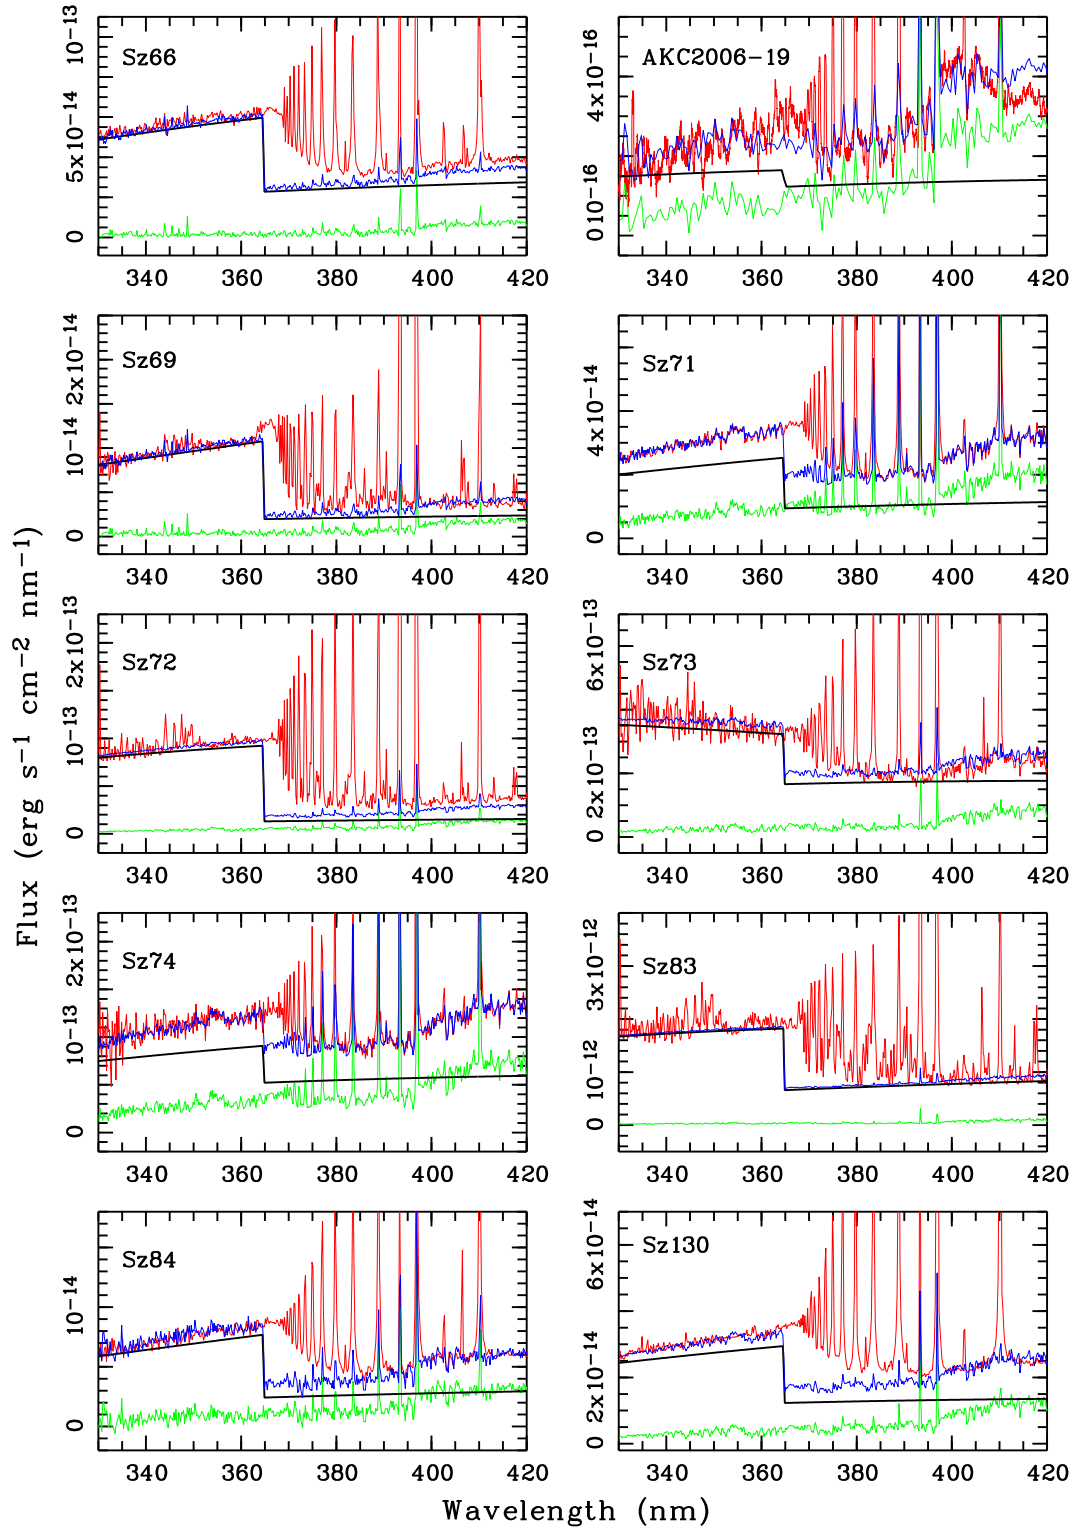 Flux (erg s⁻¹ cm⁻² nm⁻¹)
Sz66
0 5x10⁻¹⁴ 10⁻¹³
340 360 380 400 420
AKC2006-19
0 10⁻¹⁶ 4x10⁻¹⁶
340 360 380 400 420
Sz69
0 10⁻¹⁴ 2x10⁻¹⁴
340 360 380 400 420
Sz71
0 4x10⁻¹⁴
340 360 380 400 420
Sz72
0 10⁻¹³ 2x10⁻¹³
340 360 380 400 420
Sz73
0 2x10⁻¹³ 6x10⁻¹³
340 360 380 400 420
Sz74
0 10⁻¹³ 2x10⁻¹³
340 360 380 400 420
Sz83
0 10⁻¹² 3x10⁻¹²
340 360 380 400 420
Sz84
0 10⁻¹⁴
340 360 380 400 420
Sz130
0 2x10⁻¹⁴ 6x10⁻¹⁴
340 360 380 400 420
Wavelength (nm)